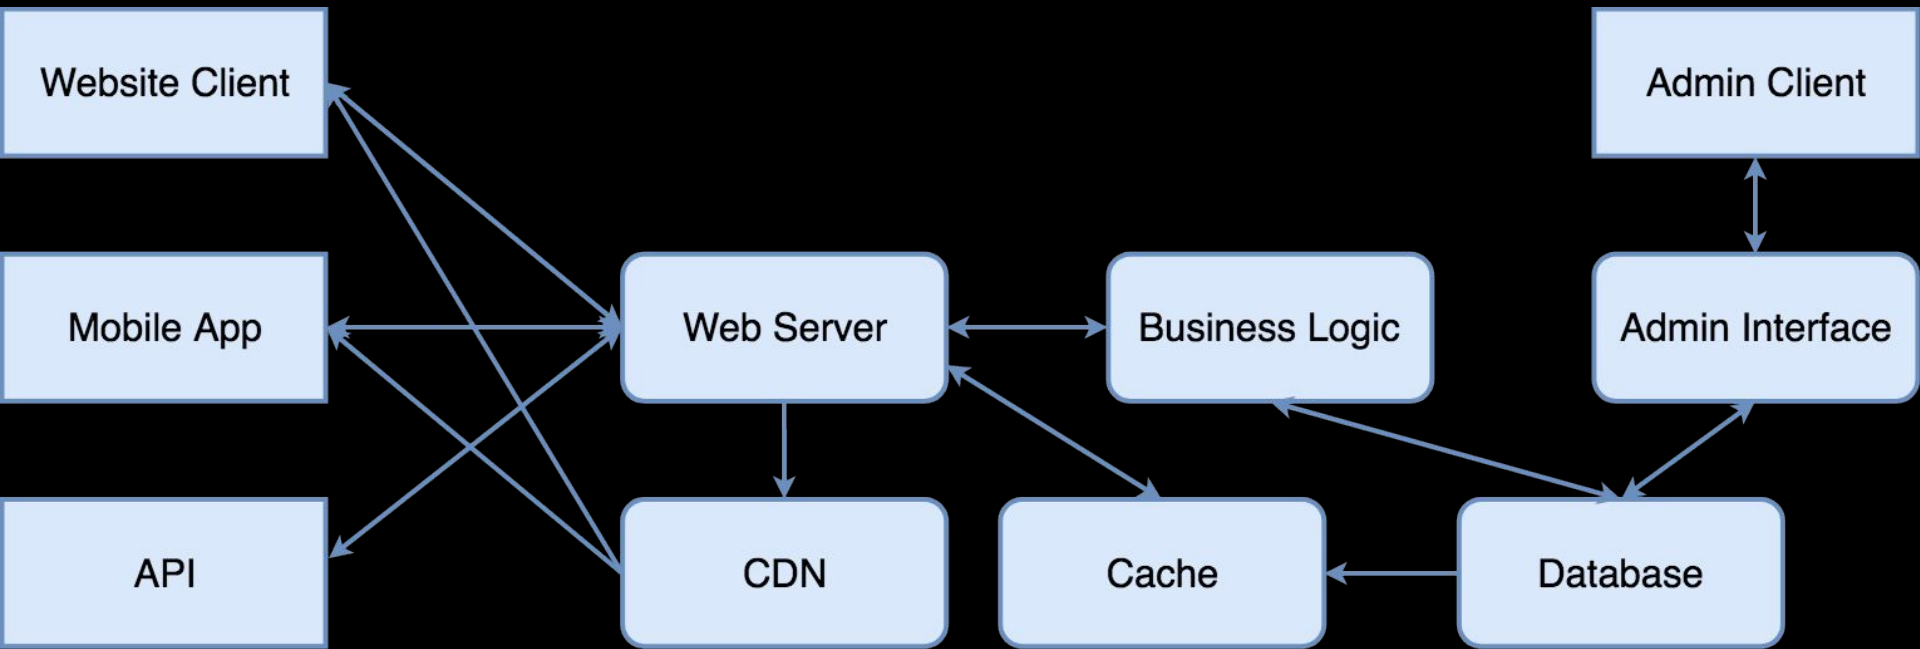 Website Client
Admin Client
Mobile App
Web Server
Business Logic
Admin Interface
API
CDN
Cache
Database